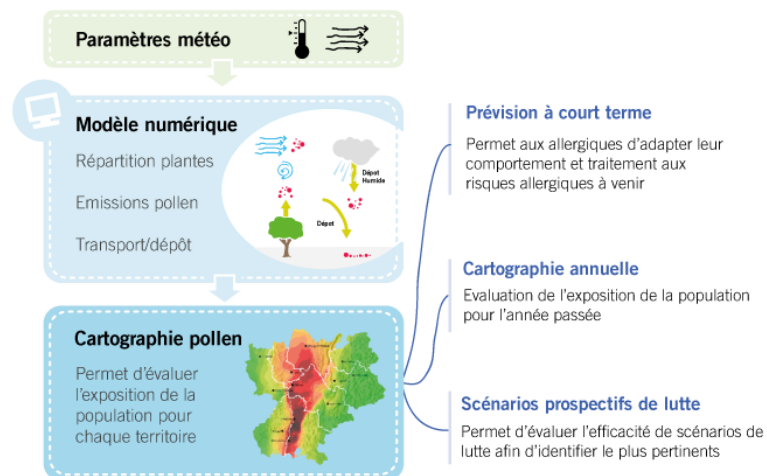 Paramètres météo
Modèle numérique
Répartition plantes
Emissions pollen
Transport/dépôt
Dépot
Humide
Dépot
Cartographie pollen
Permet d'évaluer
l'exposition de la
population pour
chaque territoire
Prévision à court terme
Permet aux allergiques d'adapter leur
comportement et traitement aux
risques allergiques à venir
Cartographie annuelle
Evaluation de l'exposition de la population
pour l'année passée
Scénarios prospectifs de lutte
Permet d'évaluer l'efficacité de scénarios de
lutte afin d'identifier le plus pertinents